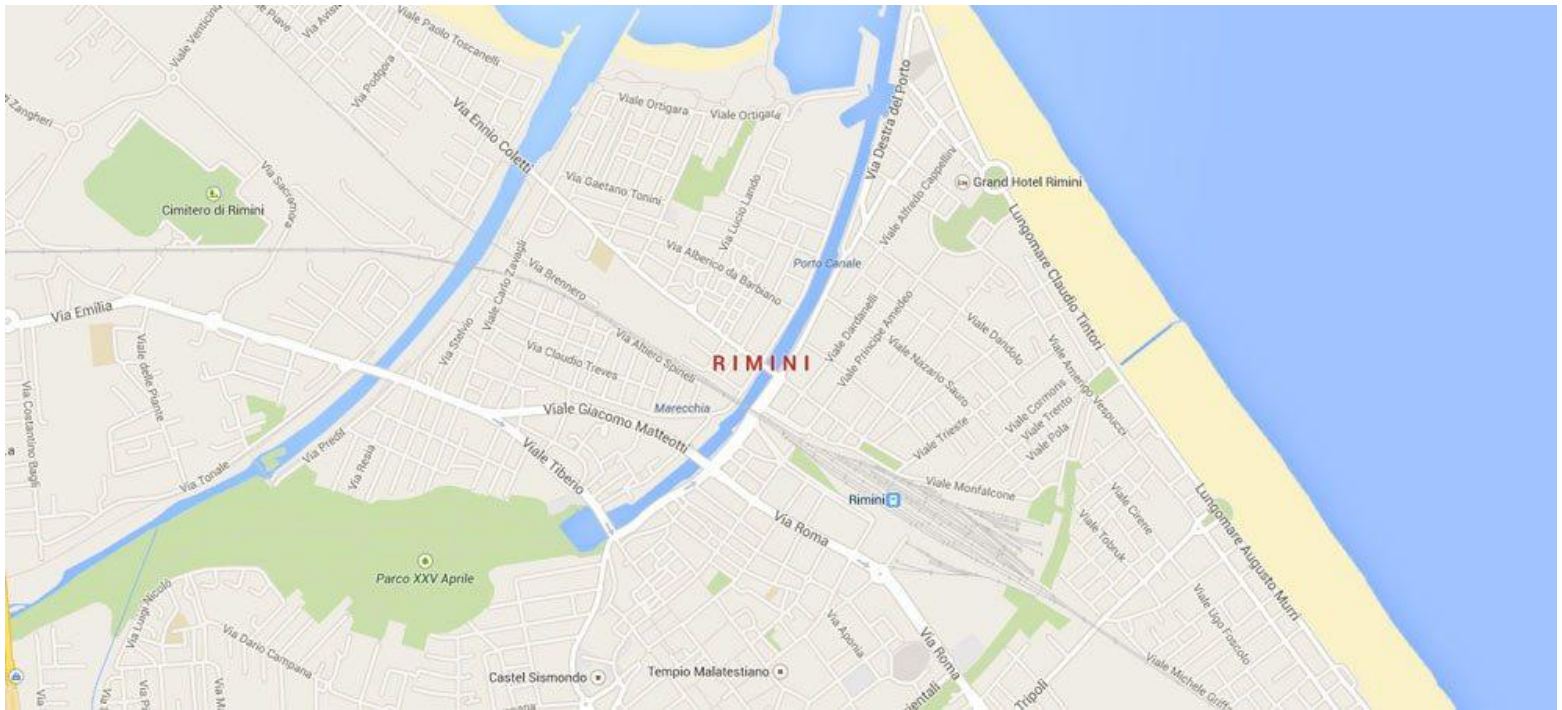 Viale Paolo Toscanelli
Via Piave
Via Avisio
Viale Venticinq
Via Podgora
Zangheri
Via Ennio Coletti
Viale Ortigara
Viale Ortigara
Via Destra del Porto
Via Sacramora
Cimitero di Rimini
Via Gaetano Tonini
Via Lucio Lando
Viale Alfredo Cappellini
Grand Hotel Rimini
Lungomare Claudio Tintori
Via Alberico da Barbiano
Porto Canale
Viale Carlo Zavagli
Via Brennero
Via Emilia
Viale delle Piante
Via Stelvio
Via Claudio Treves
Via Altiero Spineli
RIMINI
Viale Dardanelli
Viale Principe Amedeo
Viale Nazario Sauro
Viale Dandolo
Viale Amerigo Vespucci
Via Costantino Bagli
Marecchia
Viale Giacomo Matteotti
Viale Tiberio
Viale Cormons
Viale Trento
Viale Pola
Viale Trieste
Via Tonale
Via Predil
Via Resia
Rimini
Viale Monfalcone
Viale Cirene
Viale Tobruk
Lungomare Augusto Murri
Via Roma
Parco XXV Aprile
Via Luigi Nicolò
Via Dario Campana
Via Aponia
Via Roma
Viale Ugo Foscolo
Viale Michele Griffa
Castel Sismondo
Tempio Malatestiano
Tripoli
ientali